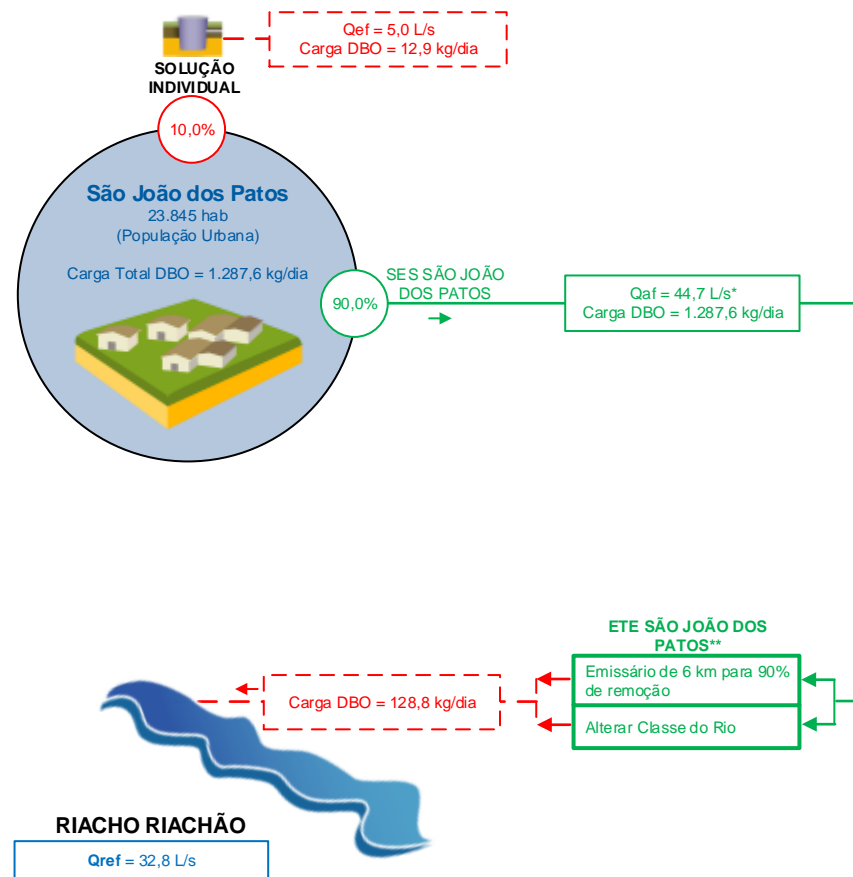 Qef = 5,0 L/s
Carga DBO = 12,9 kg/dia
SOLUÇÃO
INDIVIDUAL
10,0%
São João dos Patos
23.845 hab
(População Urbana)
Carga Total DBO = 1.287,6 kg/dia
90,0%
SES SÃO JOÃO
DOS PATOS
Qaf = 44,7 L/s*
Carga DBO = 1.287,6 kg/dia
ETE SÃO JOÃO DOS
PATOS**
Emissário de 6 km para 90%
de remoção
Alterar Classe do Rio
Carga DBO = 128,8 kg/dia
RIACHO RIACHÃO
Qref = 32,8 L/s